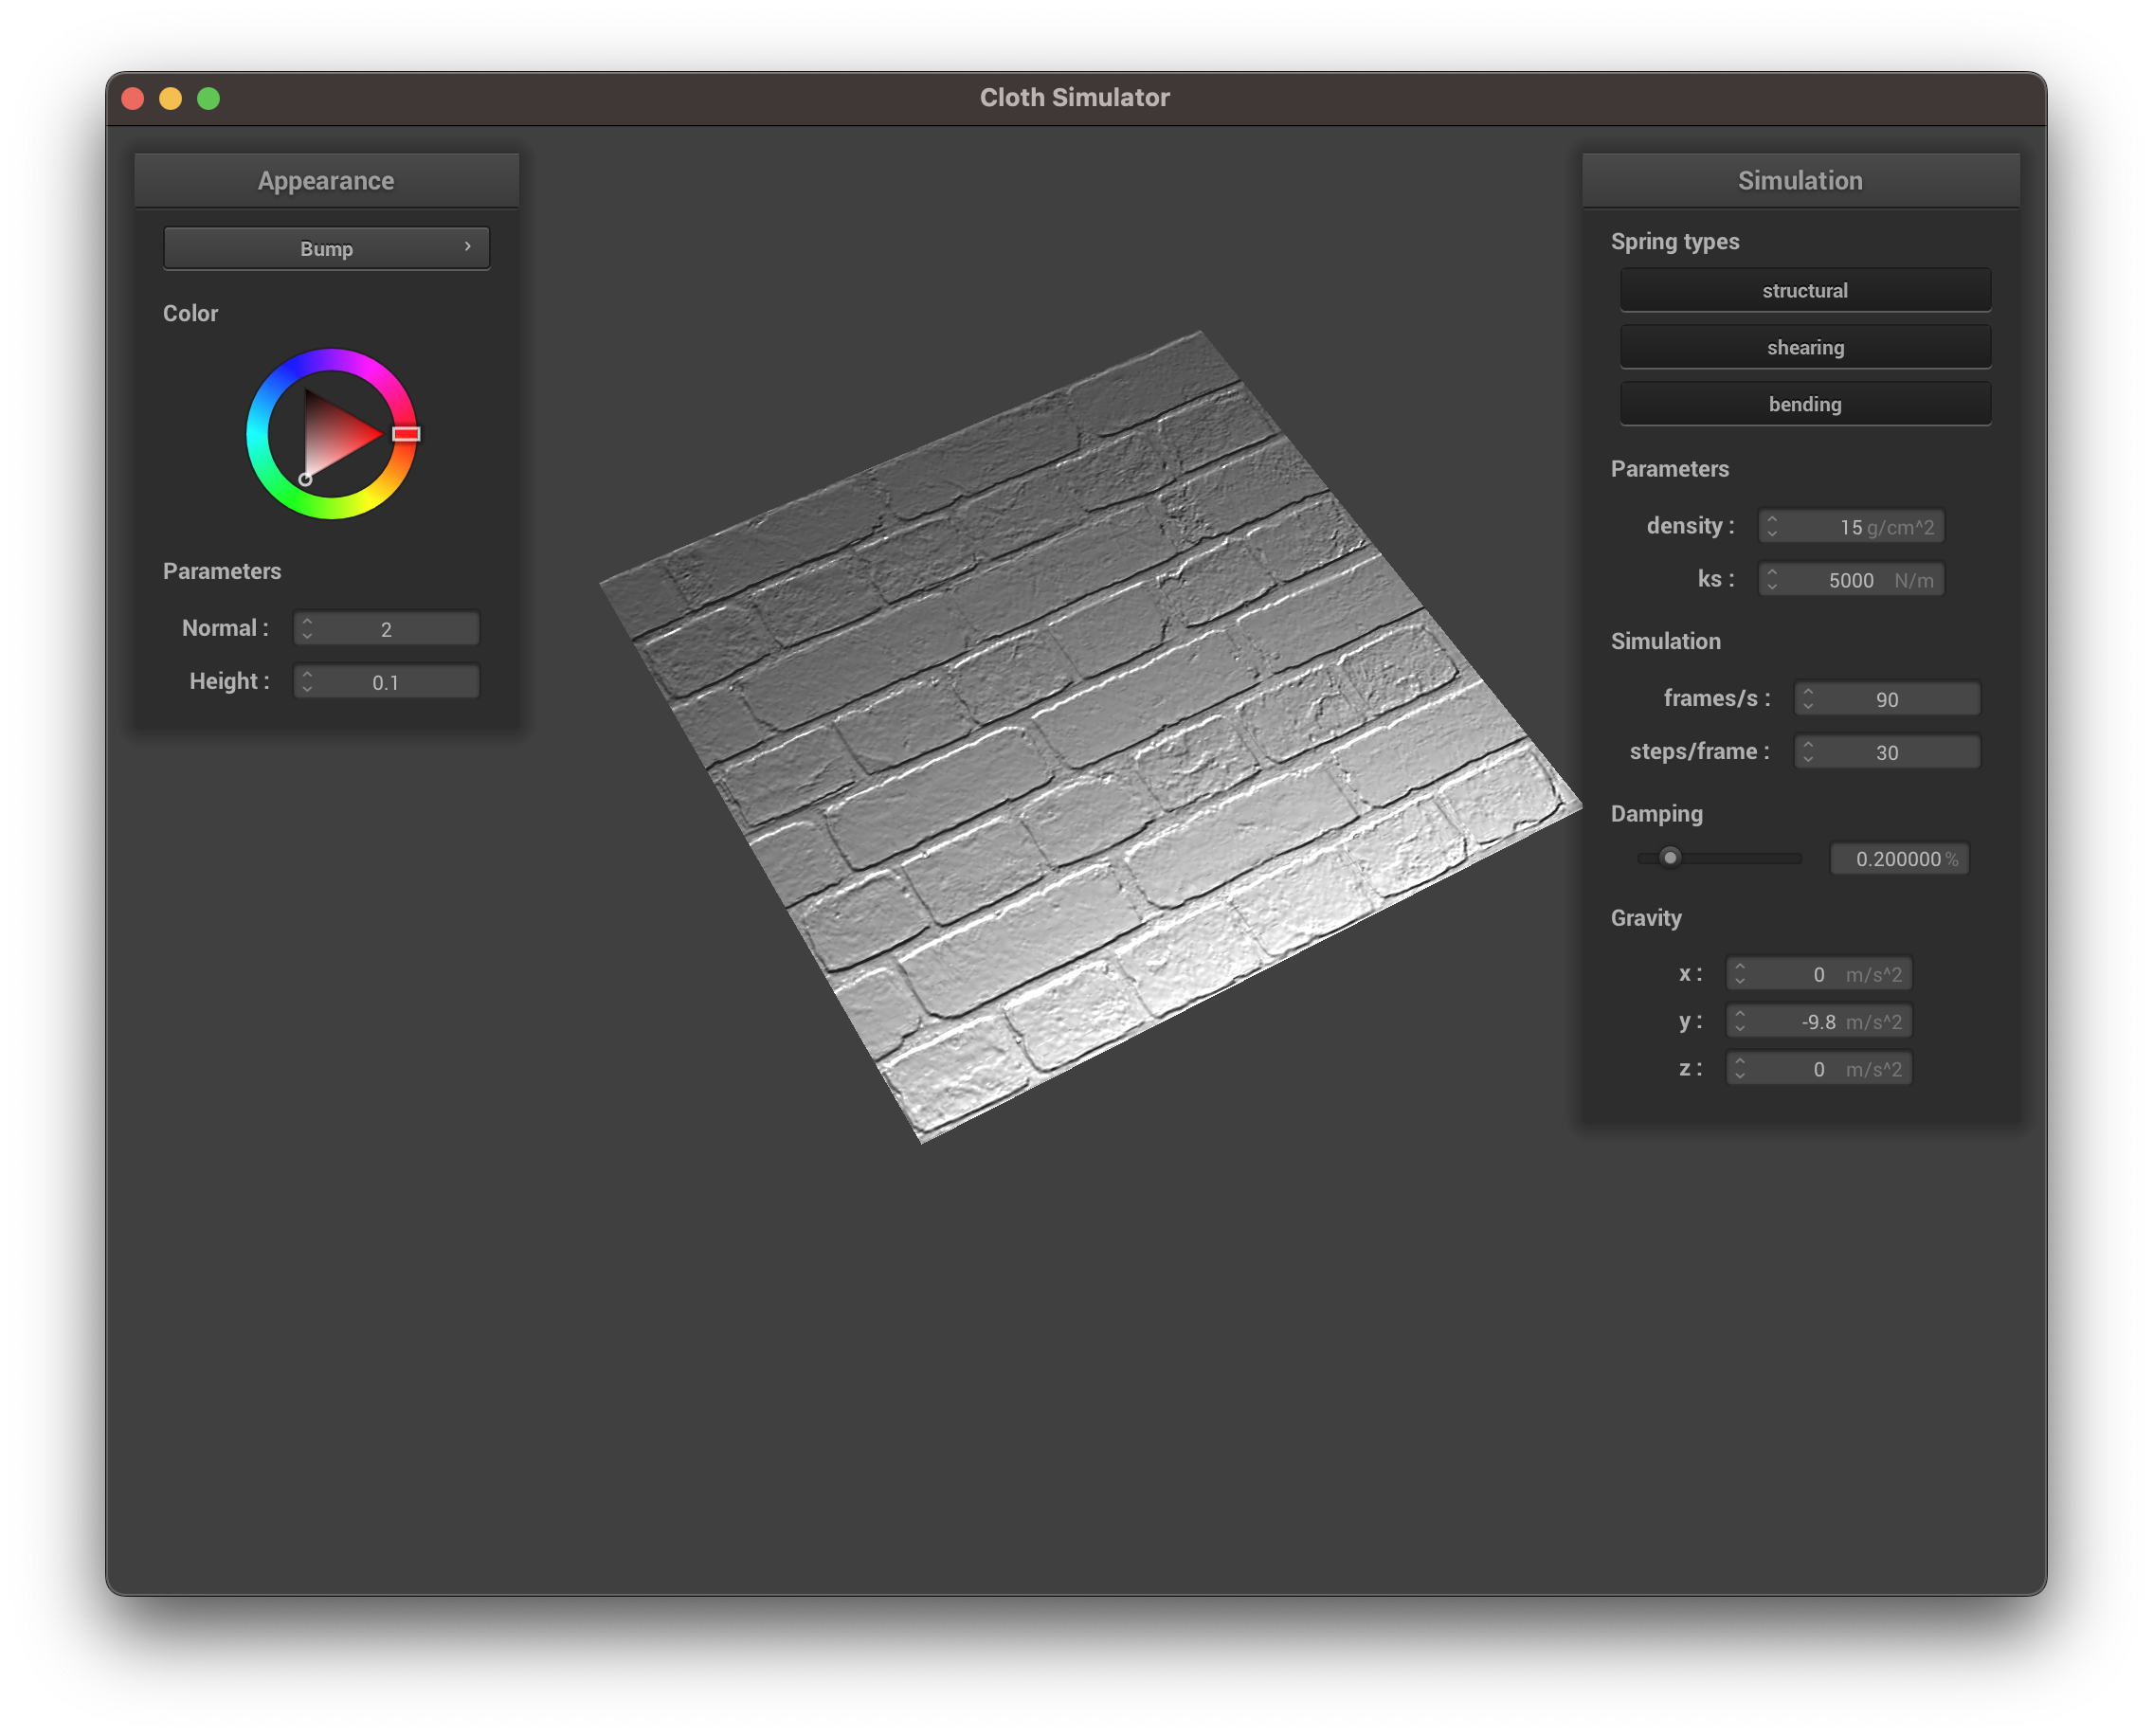 Cloth Simulator
Appearance
Bump
Color
Parameters
Normal : 2
Height : 0.1
Simulation
Spring types
structural
shearing
bending
Parameters
density : 15 g/cm^2
ks : 5000 N/m
Simulation
frames/s : 90
steps/frame : 30
Damping
0.200000 %
Gravity
x : 0 m/s^2
y : -9.8 m/s^2
z : 0 m/s^2